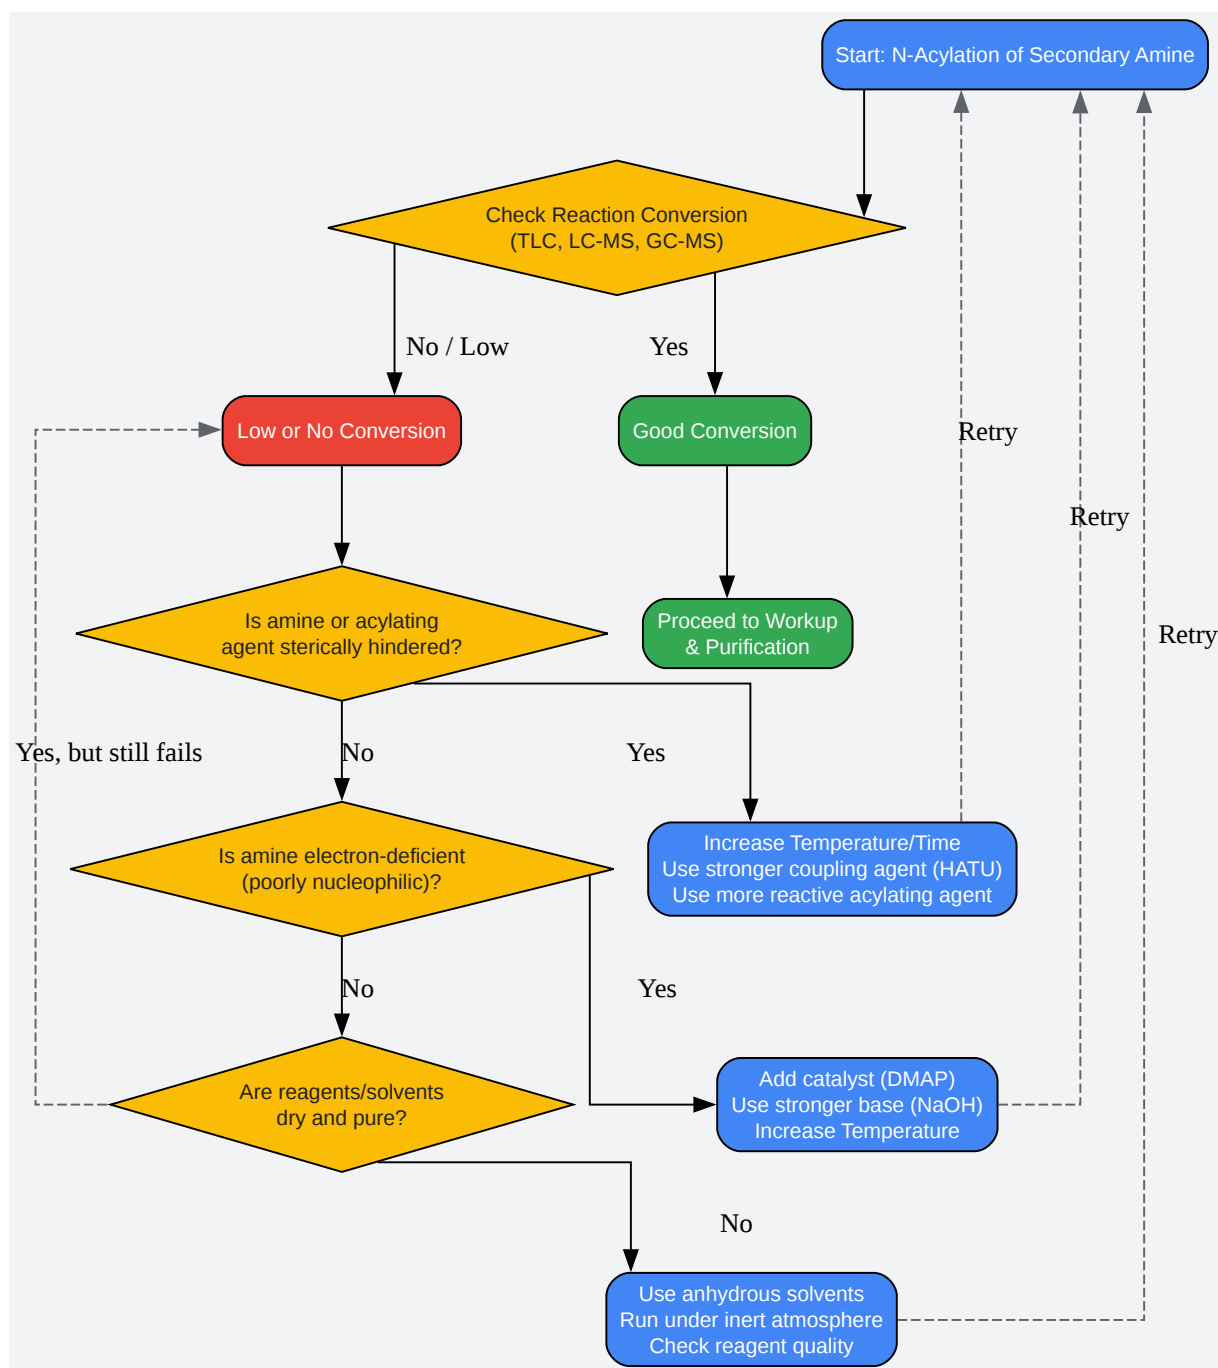 Start: N-Acylation of Secondary Amine
Check Reaction Conversion
(TLC, LC-MS, GC-MS)
No / Low
Yes
Low or No Conversion
Good Conversion
Retry
Retry
Is amine or acylating
agent sterically hindered?
Proceed to Workup
& Purification
Retry
Yes, but still fails
No
Yes
Increase Temperature/Time
Use stronger coupling agent (HATU)
Use more reactive acylating agent
Is amine electron-deficient
(poorly nucleophilic)?
No
Yes
Are reagents/solvents
dry and pure?
Add catalyst (DMAP)
Use stronger base (NaOH)
Increase Temperature
No
Use anhydrous solvents
Run under inert atmosphere
Check reagent quality